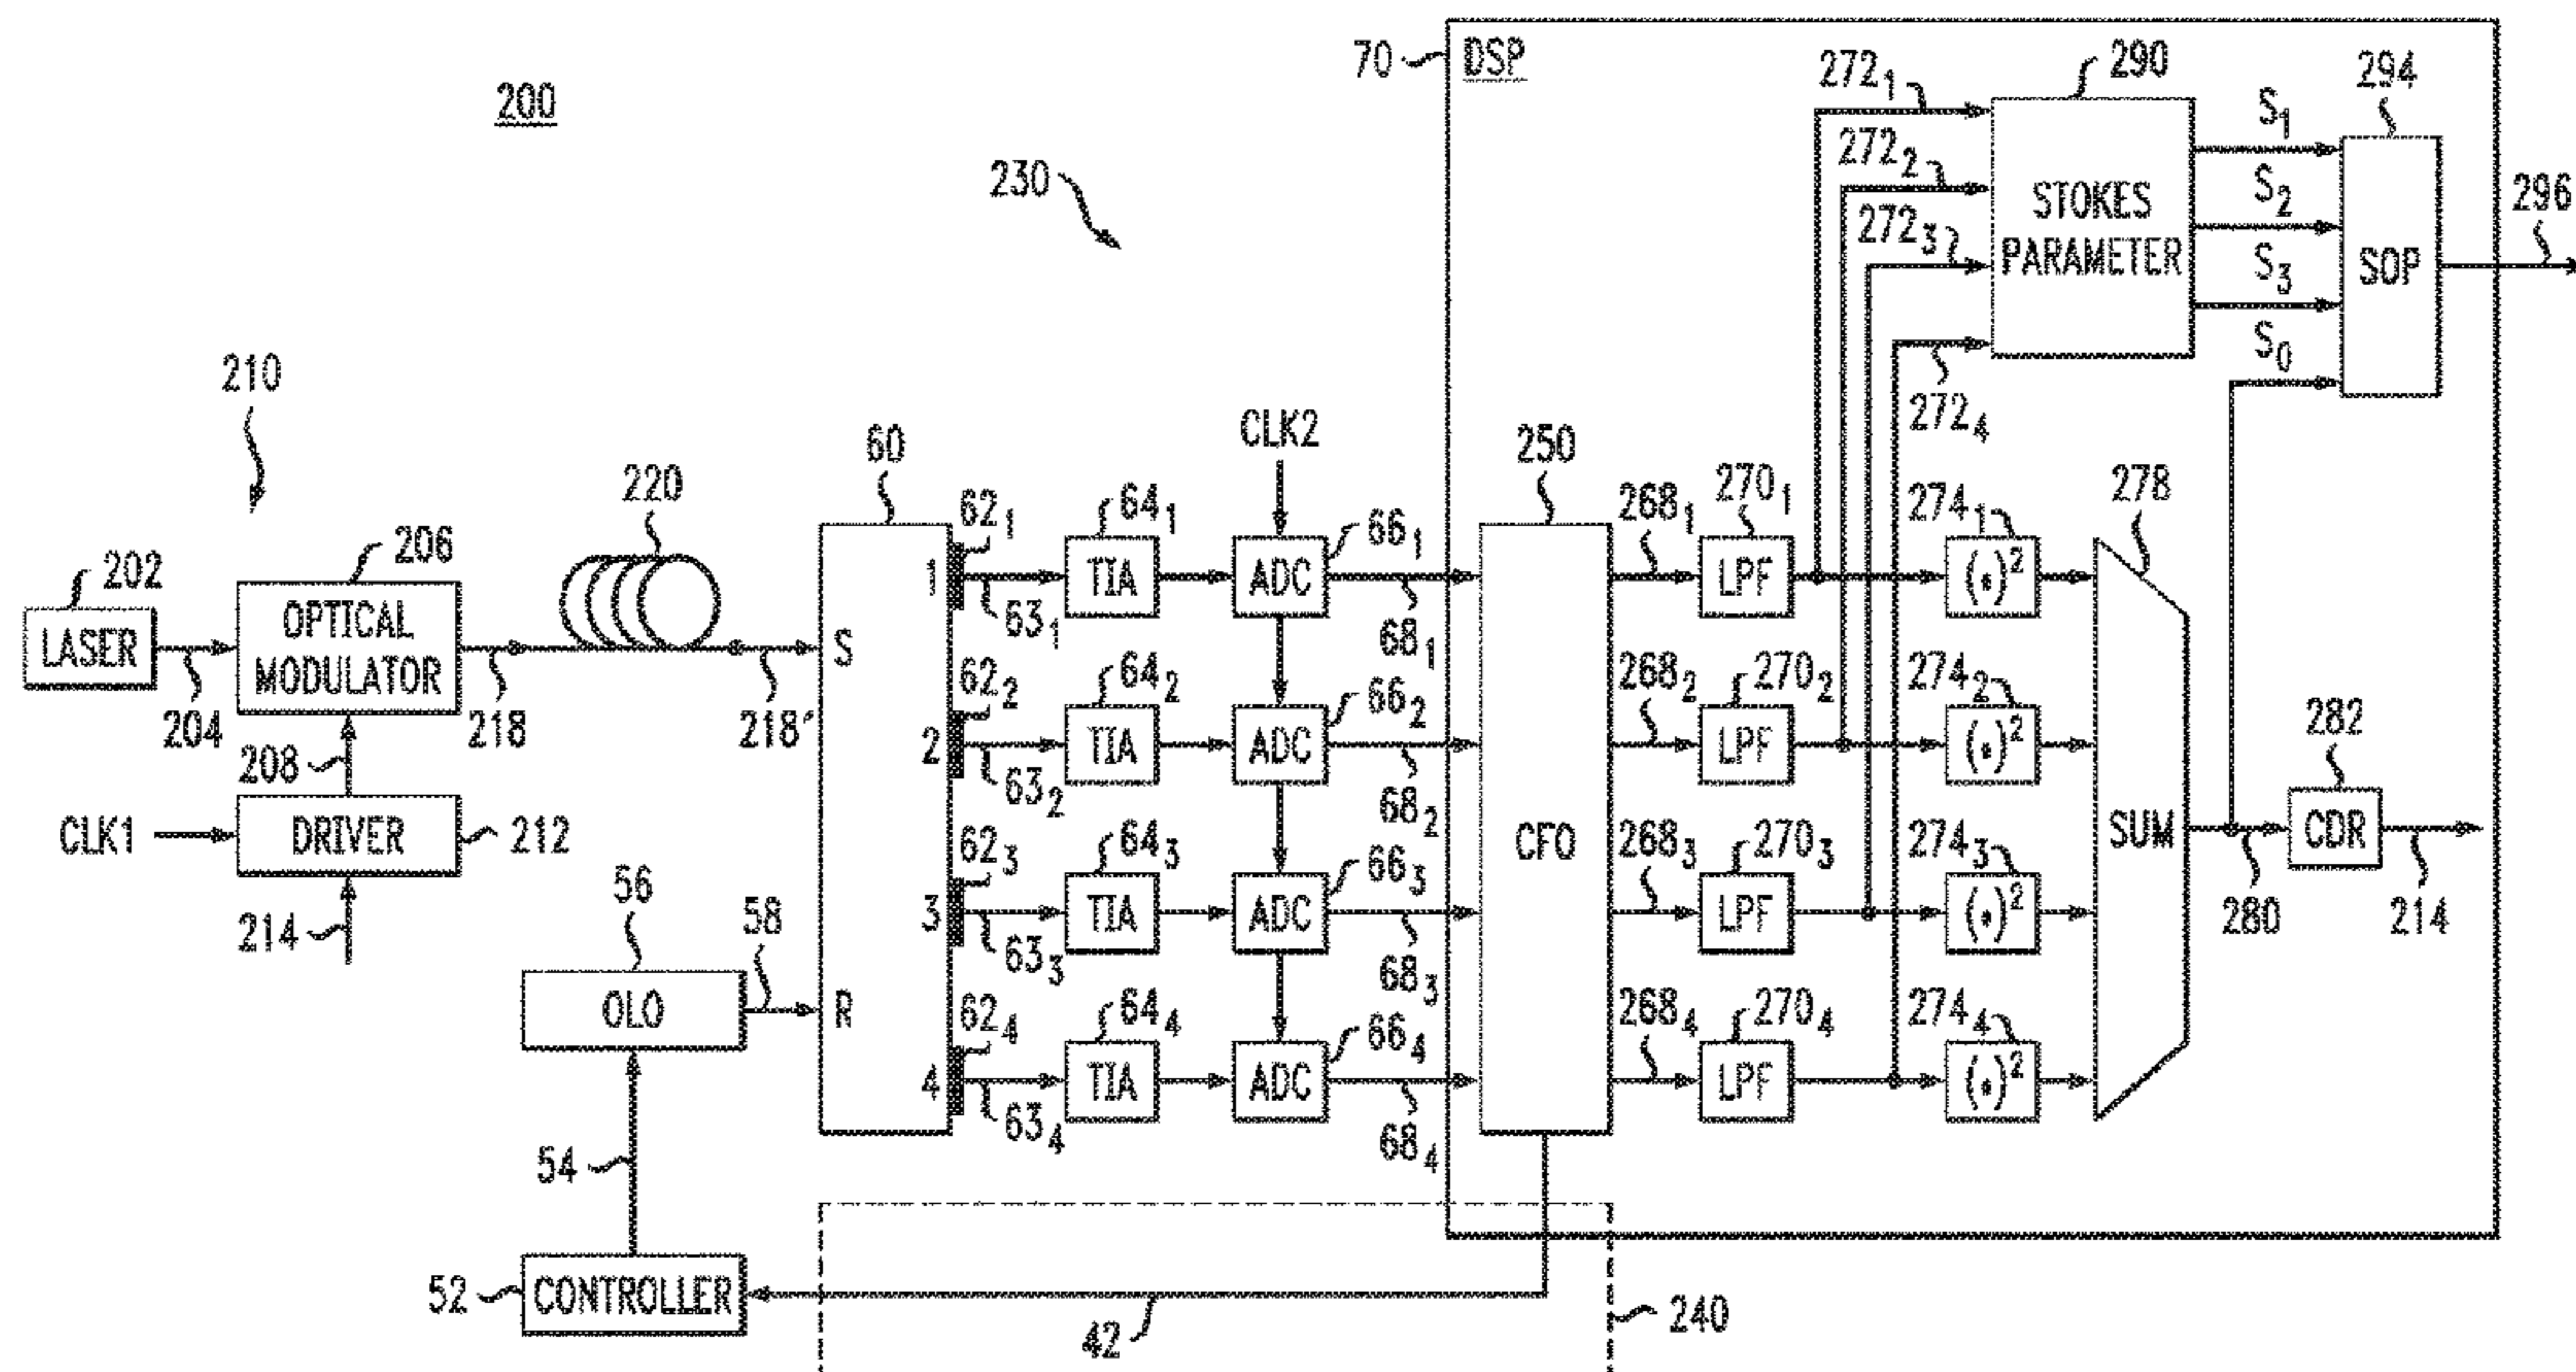 200
70
DSP
272₁
290
294
272₂
S₁
230
STOKES
PARAMETER
S₂
SOP
296
272₃
S₃
S₀
210
272₄
60
CLK2
250
220
62₁
64₁
66₁
268₁
270₁
274₁
278
202
206
1
TIA
ADC
LPF
(•)²
LASER
OPTICAL
MODULATOR
S
63₁
68₁
204
218
218'
62₂
64₂
66₂
268₂
270₂
274₂
208
2
TIA
ADC
LPF
(•)²
282
CLK1
DRIVER
212
63₂
68₂
CFO
SUM
CDR
214
56
58
62₃
64₃
66₃
268₃
270₃
274₃
280
214
3
TIA
ADC
LPF
(•)²
OLO
R
63₃
68₃
62₄
64₄
66₄
268₄
270₄
274₄
4
TIA
ADC
LPF
(•)²
63₄
68₄
54
52
CONTROLLER
42
240